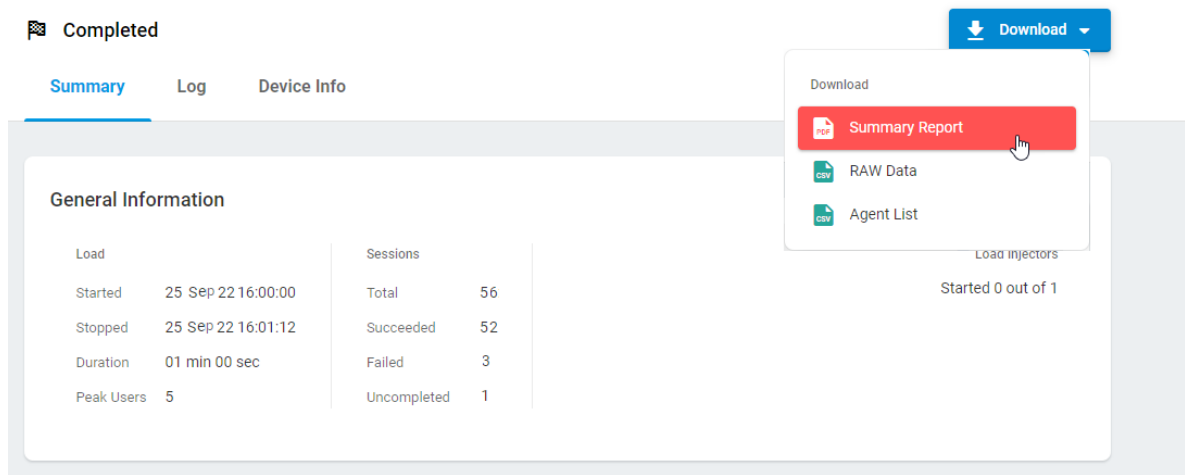 Completed
Download
Summary Log Device Info
Download
PDF Summary Report
CSV RAW Data
CSV Agent List
General Information
Load
Started 25 Sep 22 16:00:00
Stopped 25 Sep 22 16:01:12
Duration 01 min 00 sec
Peak Users 5
Sessions
Total 56
Succeeded 52
Failed 3
Uncompleted 1
Load Injectors
Started 0 out of 1